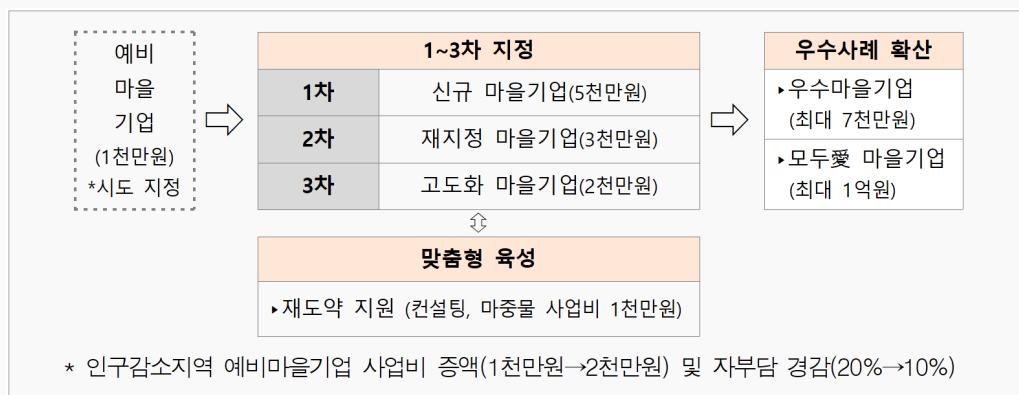 예비
마을
기업
(1천만원)
*시도 지정
1~3차 지정
1차 신규 마을기업(5천만원)
2차 재지정 마을기업(3천만원)
3차 고도화 마을기업(2천만원)
우수사례 확산
▸우수마을기업
(최대 7천만원)
▸모두愛 마을기업
(최대 1억원)
맞춤형 육성
▸재도약 지원 (컨설팅, 마중물 사업비 1천만원)
* 인구감소지역 예비마을기업 사업비 증액(1천만원→2천만원) 및 자부담 경감(20%→10%)